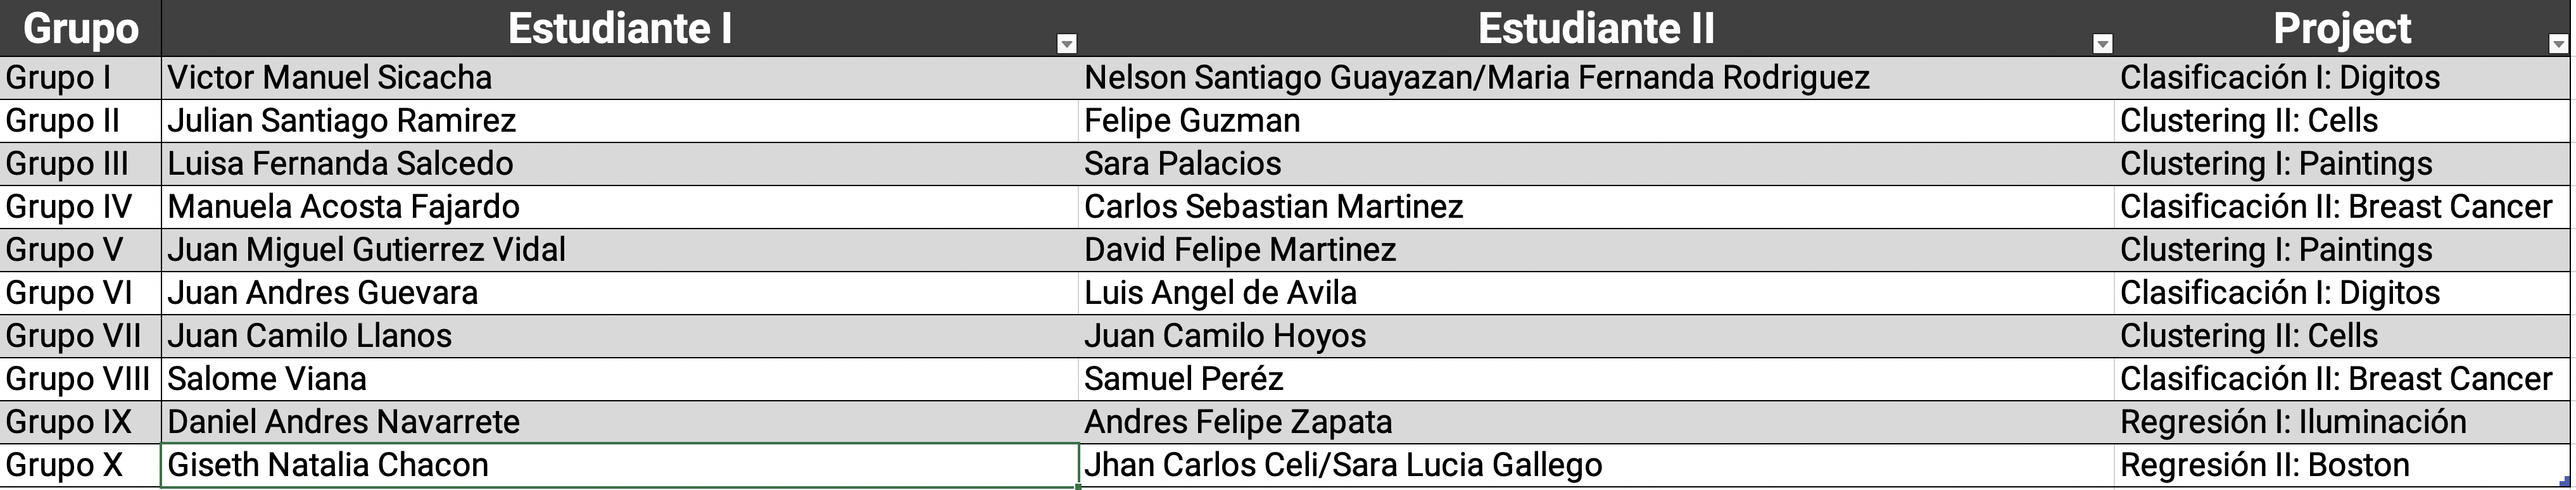 Grupo Estudiante I Estudiante II Project
Grupo I Victor Manuel Sicacha Nelson Santiago Guayazan/Maria Fernanda Rodriguez Clasificación I: Digitos
Grupo II Julian Santiago Ramirez Felipe Guzman Clustering II: Cells
Grupo III Luisa Fernanda Salcedo Sara Palacios Clustering I: Paintings
Grupo IV Manuela Acosta Fajardo Carlos Sebastian Martinez Clasificación II: Breast Cancer
Grupo V Juan Miguel Gutierrez Vidal David Felipe Martinez Clustering I: Paintings
Grupo VI Juan Andres Guevara Luis Angel de Avila Clasificación I: Digitos
Grupo VII Juan Camilo Llanos Juan Camilo Hoyos Clustering II: Cells
Grupo VIII Salome Viana Samuel Peréz Clasificación II: Breast Cancer
Grupo IX Daniel Andres Navarrete Andres Felipe Zapata Regresión I: Iluminación
Grupo X Giseth Natalia Chacon Jhan Carlos Celi/Sara Lucia Gallego Regresión II: Boston